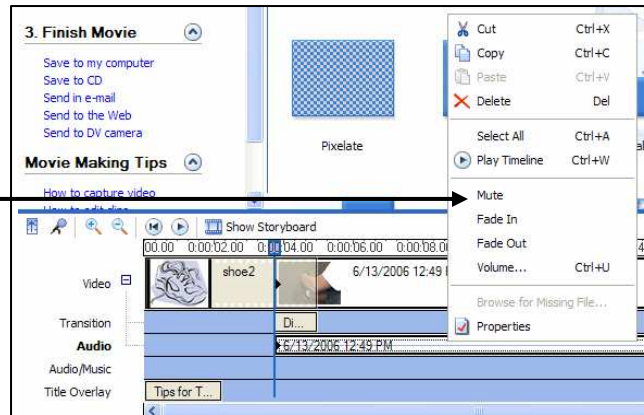 3. Finish Movie
Save to my computer
Save to CD
Send in e-mail
Send to the Web
Send to DV camera
Movie Making Tips
How to capture video
How to edit clips
Pixelate
Cut Ctrl+X
Copy Ctrl+C
Paste Ctrl+V
Delete Del
Select All Ctrl+A
Play Timeline Ctrl+W
Mute
Fade In
Fade Out
Volume... Ctrl+U
Browse for Missing File...
Properties
Show Storyboard
00.00 0:00:02.00 0:00:04.00 0:00:06.00 0:00:08.0
Video shoe2 6/13/2006 12:49
Transition Di...
Audio 6/13/2006 12:49 PM
Audio/Music
Title Overlay Tips for T...